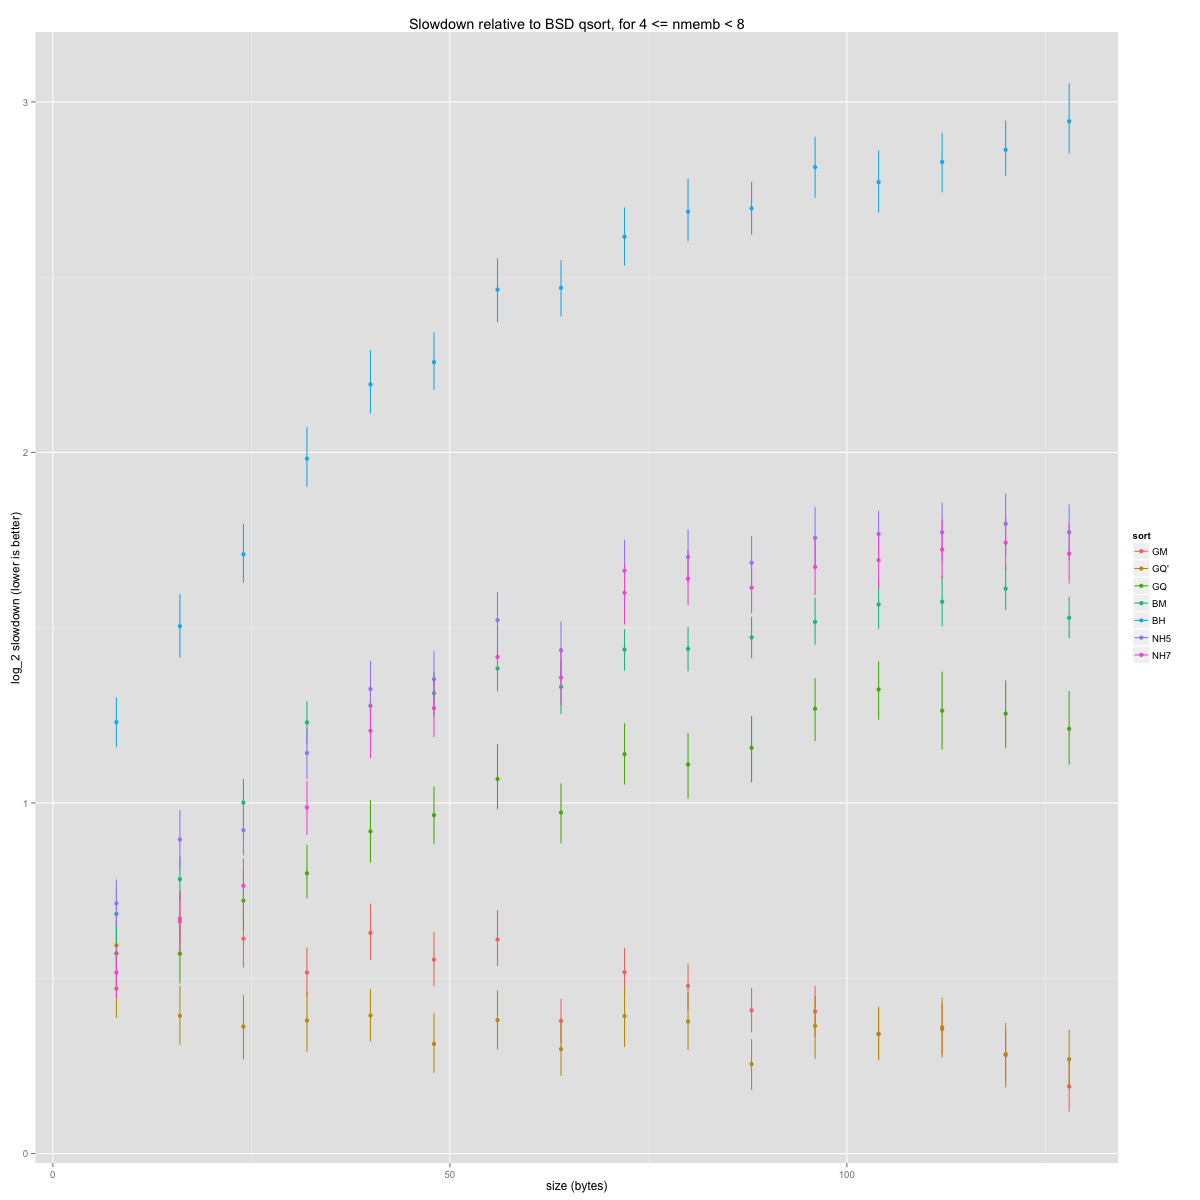 Slowdown relative to BSD qsort, for 4 <= nmemb < 8
log_2 slowdown (lower is better)
3
2
1
0
0
50
100
size (bytes)
sort
GM
GQ'
GQ
BM
BH
NH5
NH7